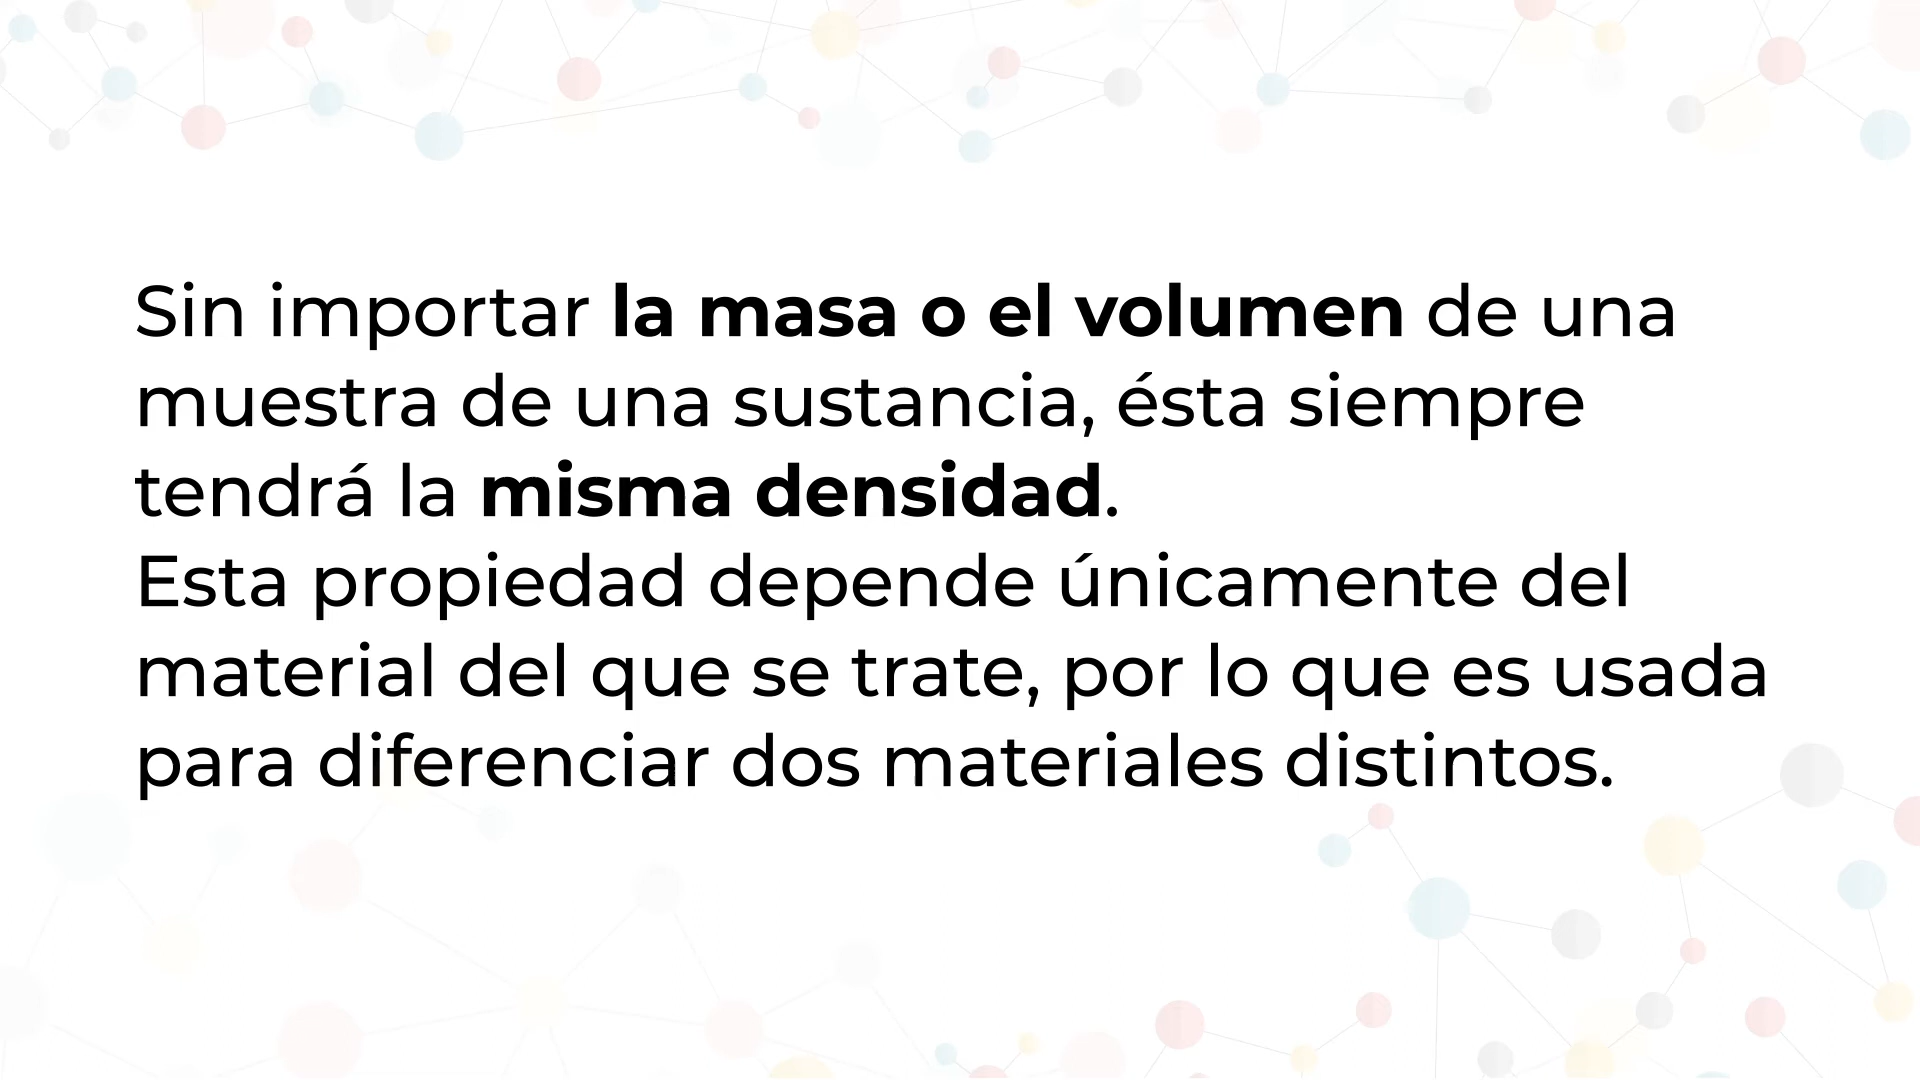 Sin importar la masa o el volumen de una
muestra de una sustancia, ésta siempre
tendrá la misma densidad.
Esta propiedad depende únicamente del
material del que se trate, por lo que es usada
para diferenciar dos materiales distintos.